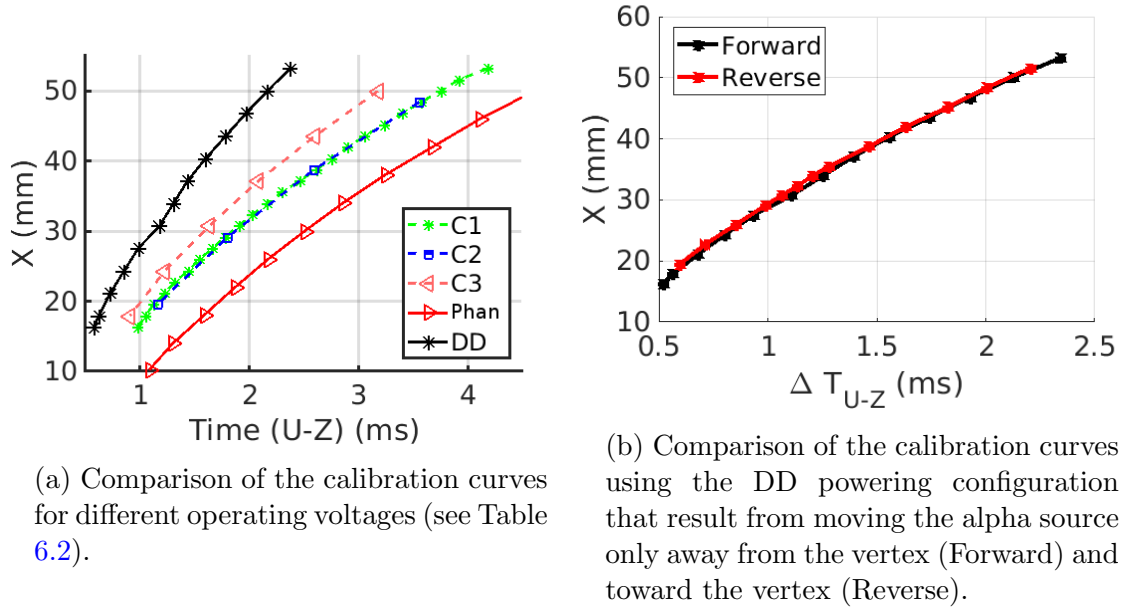 50
40
30
20
10
X (mm)
1
2
3
4
Time (U-Z) (ms)
C1
C2
C3
Phan
DD
(a) Comparison of the calibration curves
for different operating voltages (see Table
6.2).
60
50
40
30
20
10
X (mm)
0.5
1
1.5
2
2.5
Δ T_U-Z (ms)
Forward
Reverse
(b) Comparison of the calibration curves
using the DD powering configuration
that result from moving the alpha source
only away from the vertex (Forward) and
toward the vertex (Reverse).